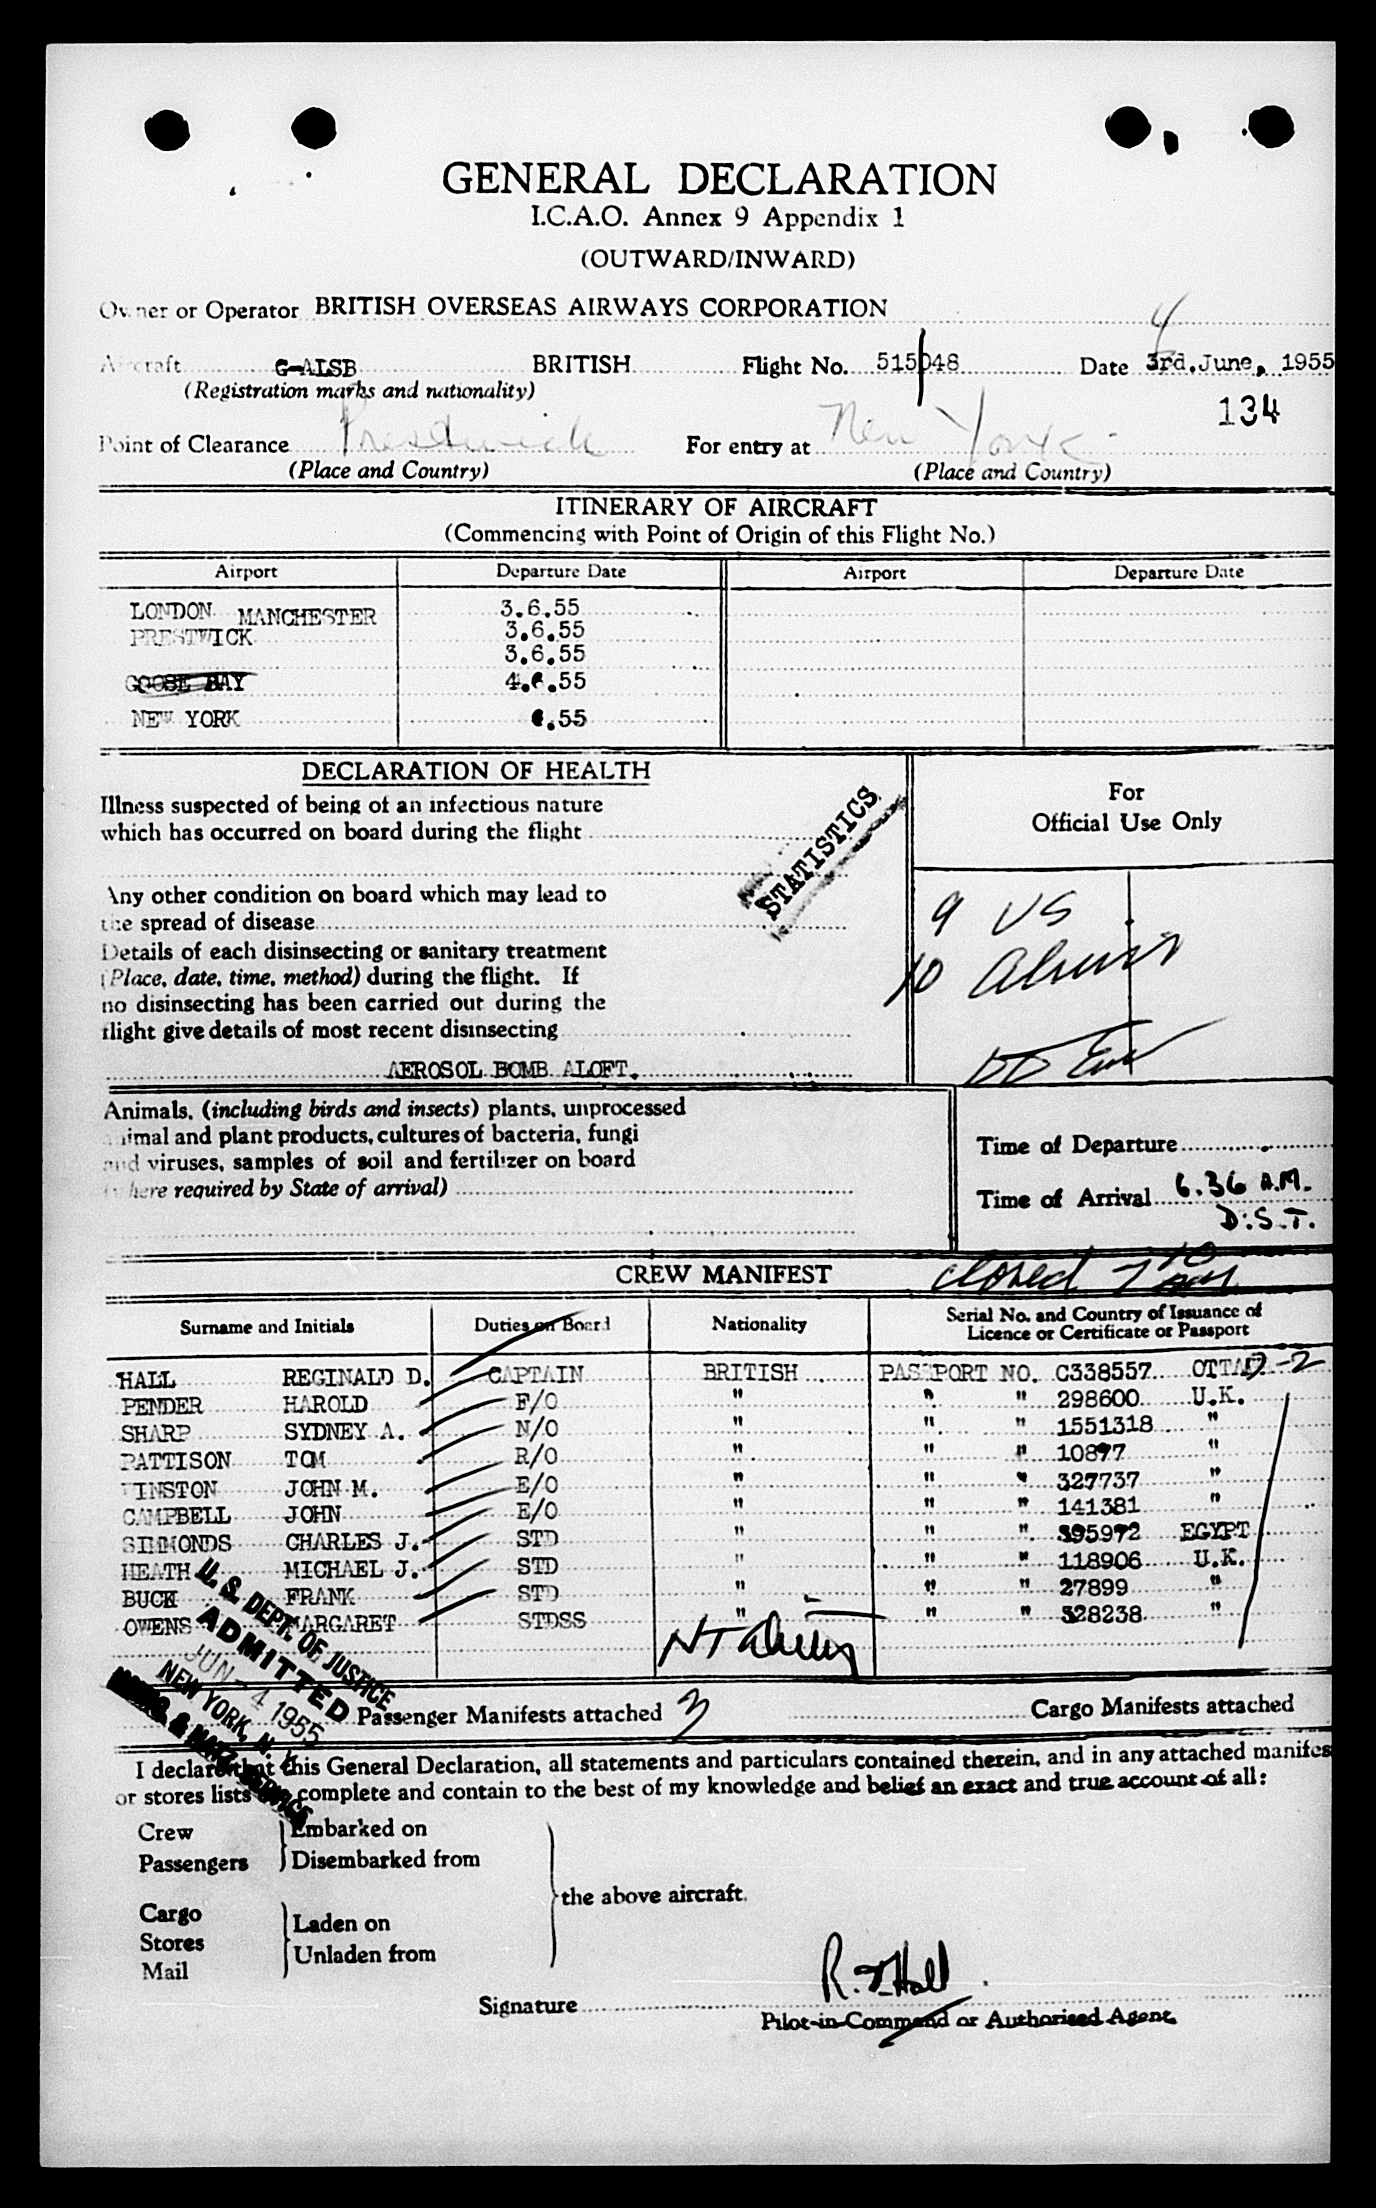 GENERAL DECLARATION
I.C.A.O. Annex 9 Appendix 1
(OUTWARD/INWARD)
Owner or Operator BRITISH OVERSEAS AIRWAYS CORPORATION
4
Aircraft G-ALSB BRITISH Flight No. 515/048 Date 3rd.June, 1955
(Registration marks and nationality)
134
Point of Clearance Prestwick For entry at New York
(Place and Country) (Place and Country)
ITINERARY OF AIRCRAFT
(Commencing with Point of Origin of this Flight No.)
Airport Departure Date Airport Departure Date
LONDON MANCHESTER 3.6.55
PRESTWICK 3.6.55
3.6.55
GOOSE BAY 4.6.55
NEW YORK 6.55
DECLARATION OF HEALTH
Illness suspected of being of an infectious nature
which has occurred on board during the flight
STATISTICS
For
Official Use Only
Any other condition on board which may lead to
the spread of disease
9 US
Details of each disinsecting or sanitary treatment
(Place, date, time, method) during the flight. If
10 Aliens
no disinsecting has been carried out during the
flight give details of most recent disinsecting
AEROSOL BOMB ALOFT.
Animals, (including birds and insects) plants, unprocessed
animal and plant products, cultures of bacteria, fungi
and viruses, samples of soil and fertilizer on board
(where required by State of arrival)
Time of Departure
Time of Arrival 6.36 A.M.
D.S.T.
CREW MANIFEST closed 7 10
Surname and Initials Duties on Board Nationality Serial No. and Country of Issuance of
Licence or Certificate or Passport
HALL REGINALD D. CAPTAIN BRITISH PASSPORT NO. C338557 OTTAWA D-2
PENDER HAROLD F/O " " " 298600 U.K.
SHARP SYDNEY A. N/O " " " 1551318 "
PATTISON TOM R/O " " " 10877 "
WINSTON JOHN M. E/O " " " 327737 "
CAMPBELL JOHN E/O " " " 141381 "
SIMMONDS CHARLES J. STD " " " 395972 EGYPT
HEATH MICHAEL J. STD " " " 118906 U.K.
BUCK FRANK STD " " " 27899 "
OWENS MARGARET STDSS " " " 328238 "
U.S. DEPT. OF JUSTICE
ADMITTED
JUN-4 1955
NEW YORK, N.Y.
Passenger Manifests attached 3 Cargo Manifests attached
I declare that this General Declaration, all statements and particulars contained therein, and in any attached manifes
or stores lists are complete and contain to the best of my knowledge and belief an exact and true account of all:
Crew Embarked on
Passengers Disembarked from
the above aircraft.
Cargo Laden on
Stores
Unladen from
Mail
R. D. Hall
Signature
Pilot-in-Command or Authorised Agent.